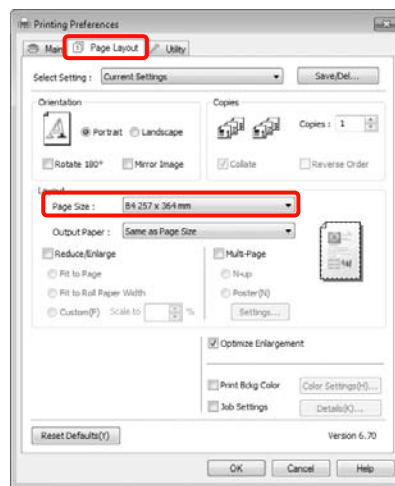 Printing Preferences
Main Page Layout Utility
Select Setting : Current Settings Save/Del...
Orientation Copies
Portrait Landscape Copies : 1
Rotate 180° Mirror Image Collate Reverse Order
Layout
Page Size : B4 257 x 364 mm
Output Paper : Same as Page Size
Reduce/Enlarge Multi-Page
Fit to Page N-up
Fit to Roll Paper Width Poster(N)
Custom(F) Scale to % Settings...
Optimize Enlargement
Print Bckg Color Color Settings(H)...
Job Settings Details(K)...
Reset Defaults(Y) Version 6.70
OK Cancel Help